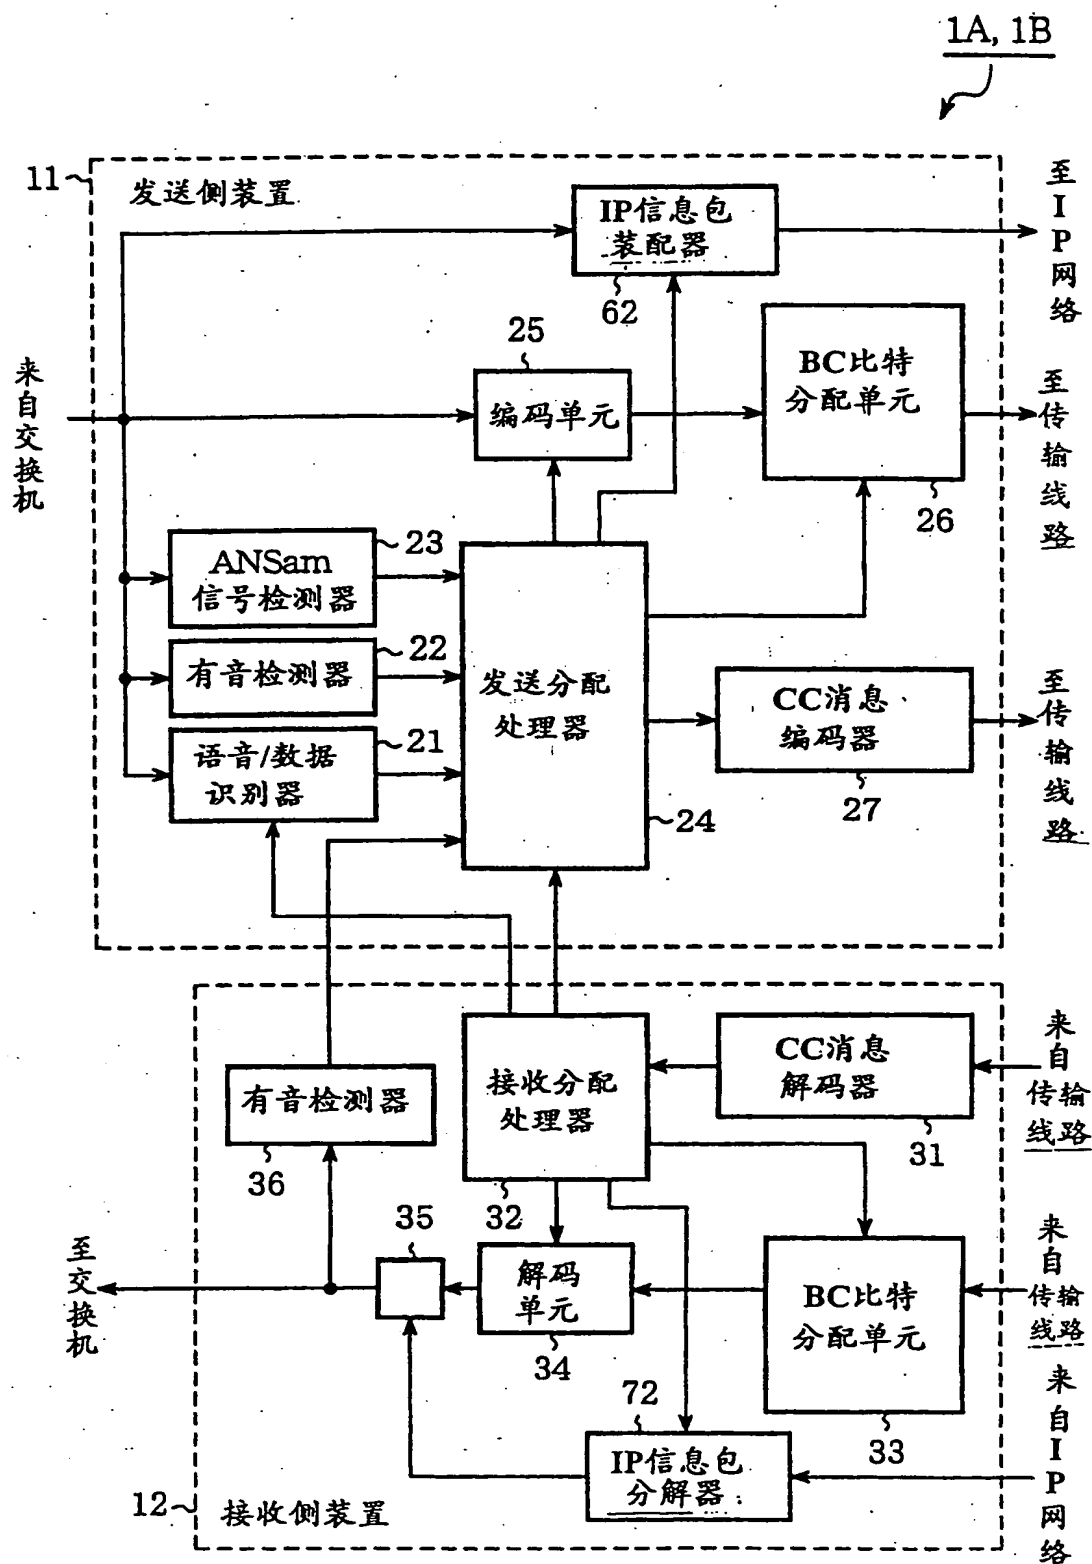 1A, 1B
11
发送侧装置
IP信息包
装配器
62
至IP网络
25
编码单元
BC比特
分配单元
26
至传输线路
来自交换机
ANSam
信号检测器
23
有音检测器
22
语音/数据
识别器
21
发送分配
处理器
24
CC消息
编码器
27
至传输线路
接收分配
处理器
32
CC消息
解码器
31
来自
传输
线路
有音检测器
36
35
解码
单元
34
BC比特
分配单元
33
来自
传输
线路
至交换机
72
IP信息包
分解器
来自IP网络
12
接收侧装置